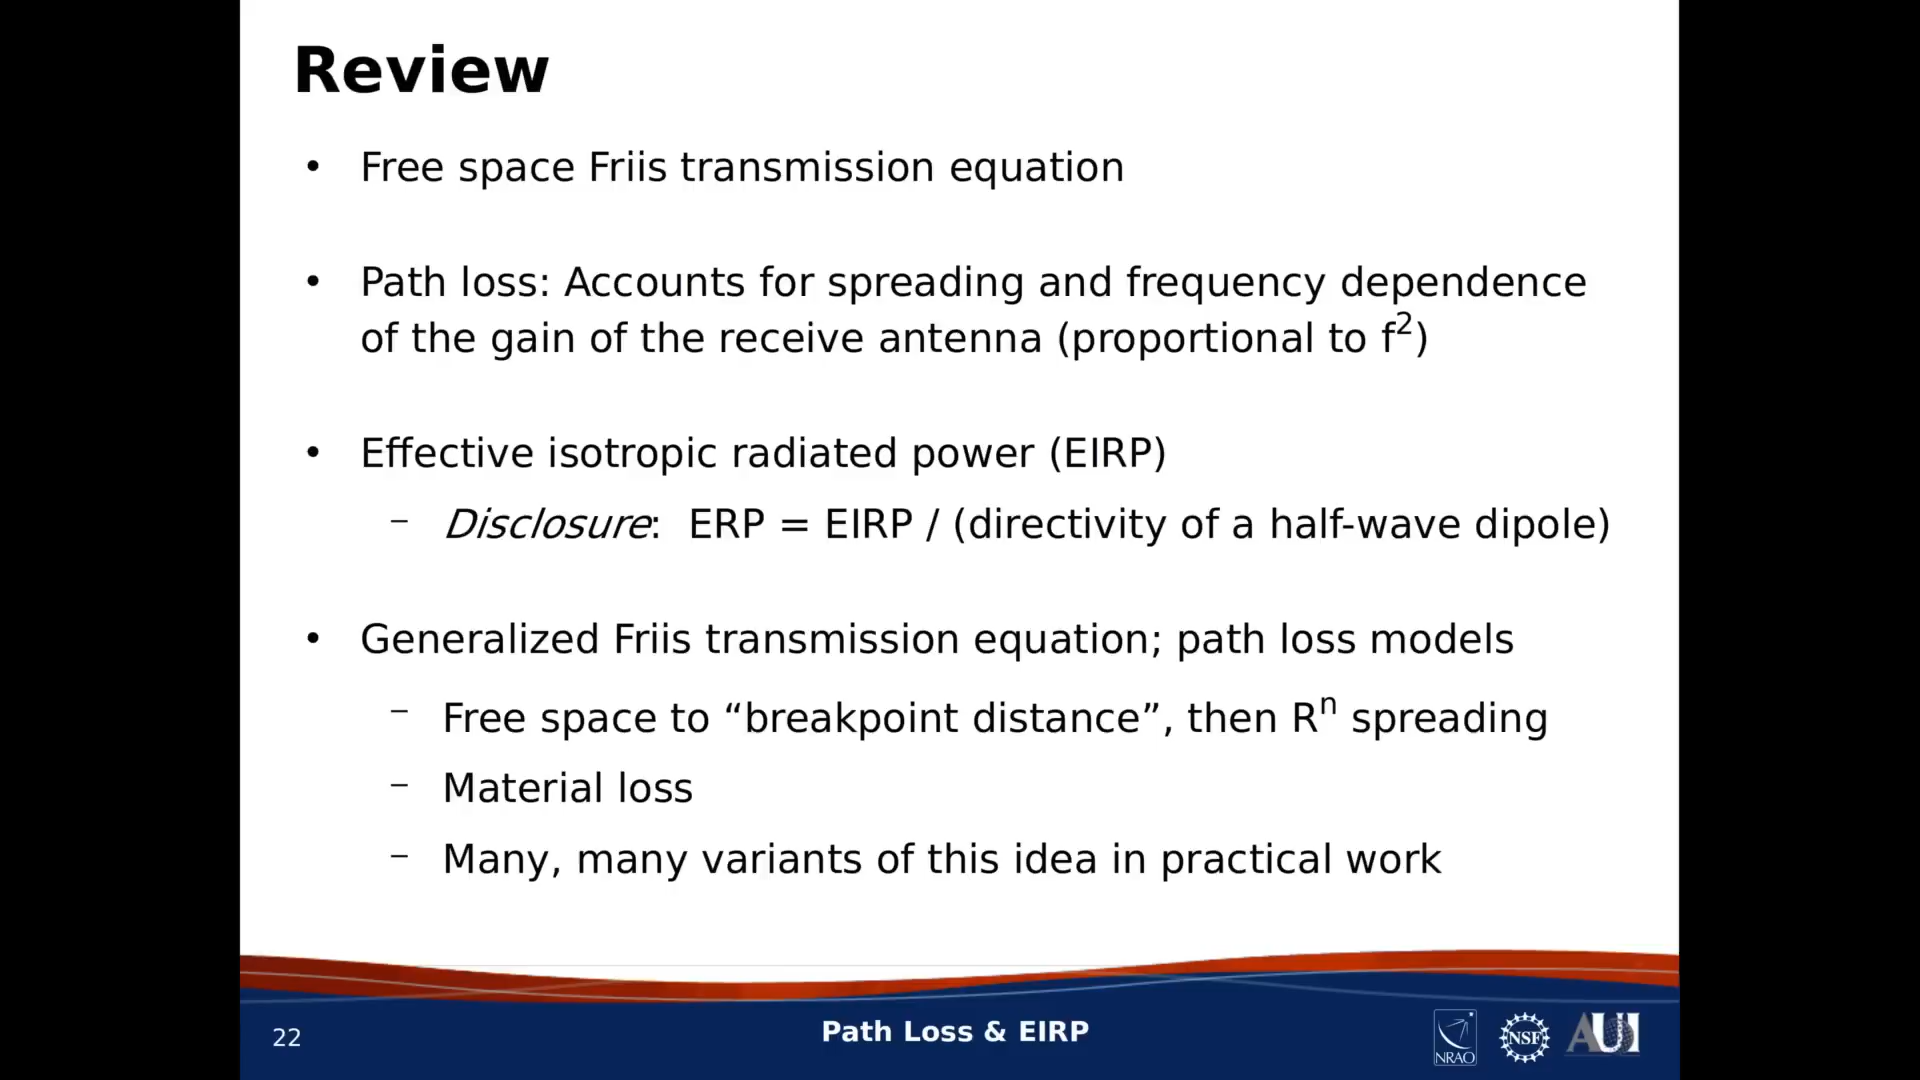 Review
• Free space Friis transmission equation
• Path loss: Accounts for spreading and frequency dependence
of the gain of the receive antenna (proportional to f²)
• Effective isotropic radiated power (EIRP)
– Disclosure: ERP = EIRP / (directivity of a half-wave dipole)
• Generalized Friis transmission equation; path loss models
– Free space to “breakpoint distance”, then Rⁿ spreading
– Material loss
– Many, many variants of this idea in practical work
22
Path Loss & EIRP
NRAO
NSF
AUI